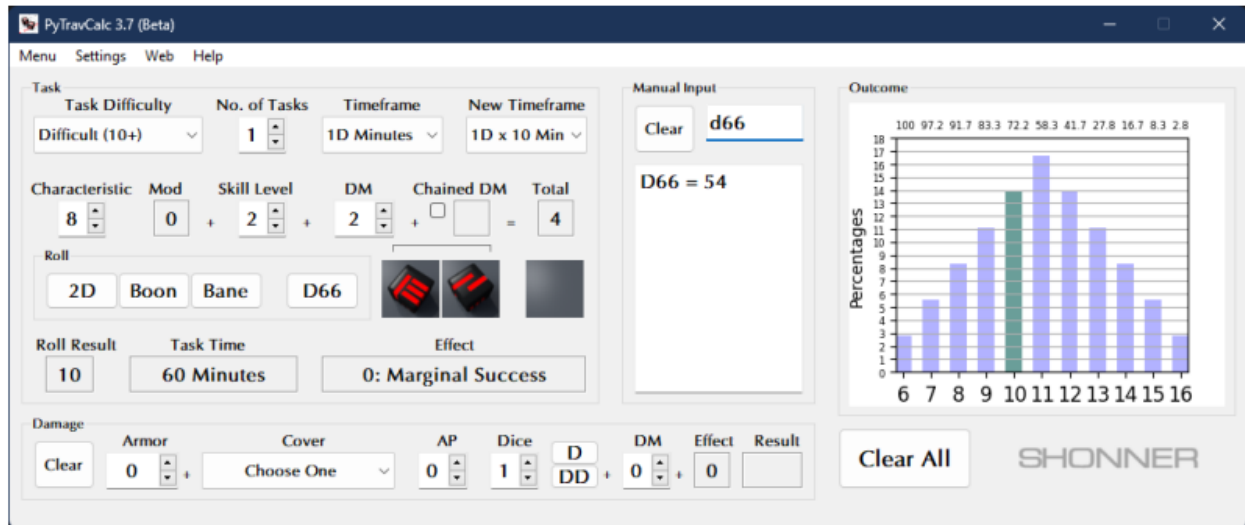 PyTravCalc 3.7 (Beta)
Menu Settings Web Help
Task
Task Difficulty No. of Tasks Timeframe New Timeframe
Difficult (10+) 1 1D Minutes 1D x 10 Min
Characteristic Mod Skill Level DM Chained DM Total
8 0 + 2 + 2 + = 4
Roll
2D Boon Bane D66
Roll Result Task Time Effect
10 60 Minutes 0: Marginal Success
Manual Input
Clear d66
D66 = 54
Outcome
100 97.2 91.7 83.3 72.2 58.3 41.7 27.8 16.7 8.3 2.8
Percentages
18
17
16
15
14
13
12
11
10
9
8
7
6
5
4
3
2
1
0
6 7 8 9 10 11 12 13 14 15 16
Damage
Armor Cover AP Dice DM Effect Result
Clear 0 + Choose One 0 1 D DD + 0 + 0
Clear All
SHONNER